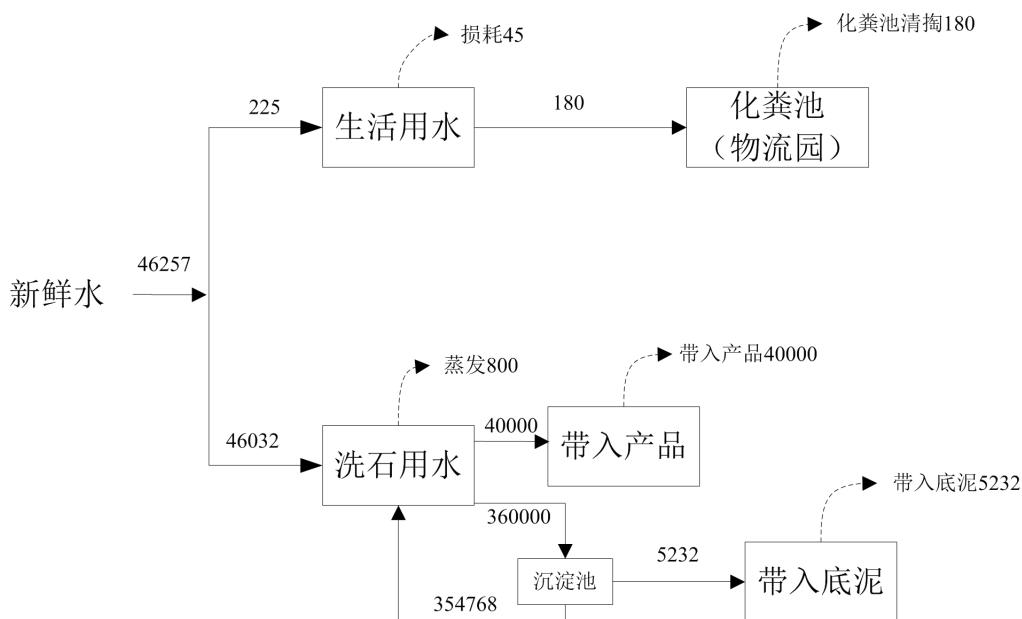 损耗45
化粪池清掏180
225
生活用水
180
化粪池
（物流园）
46257
新鲜水
蒸发800
带入产品40000
46032
洗石用水
40000
带入产品
360000
带入底泥5232
沉淀池
5232
带入底泥
354768